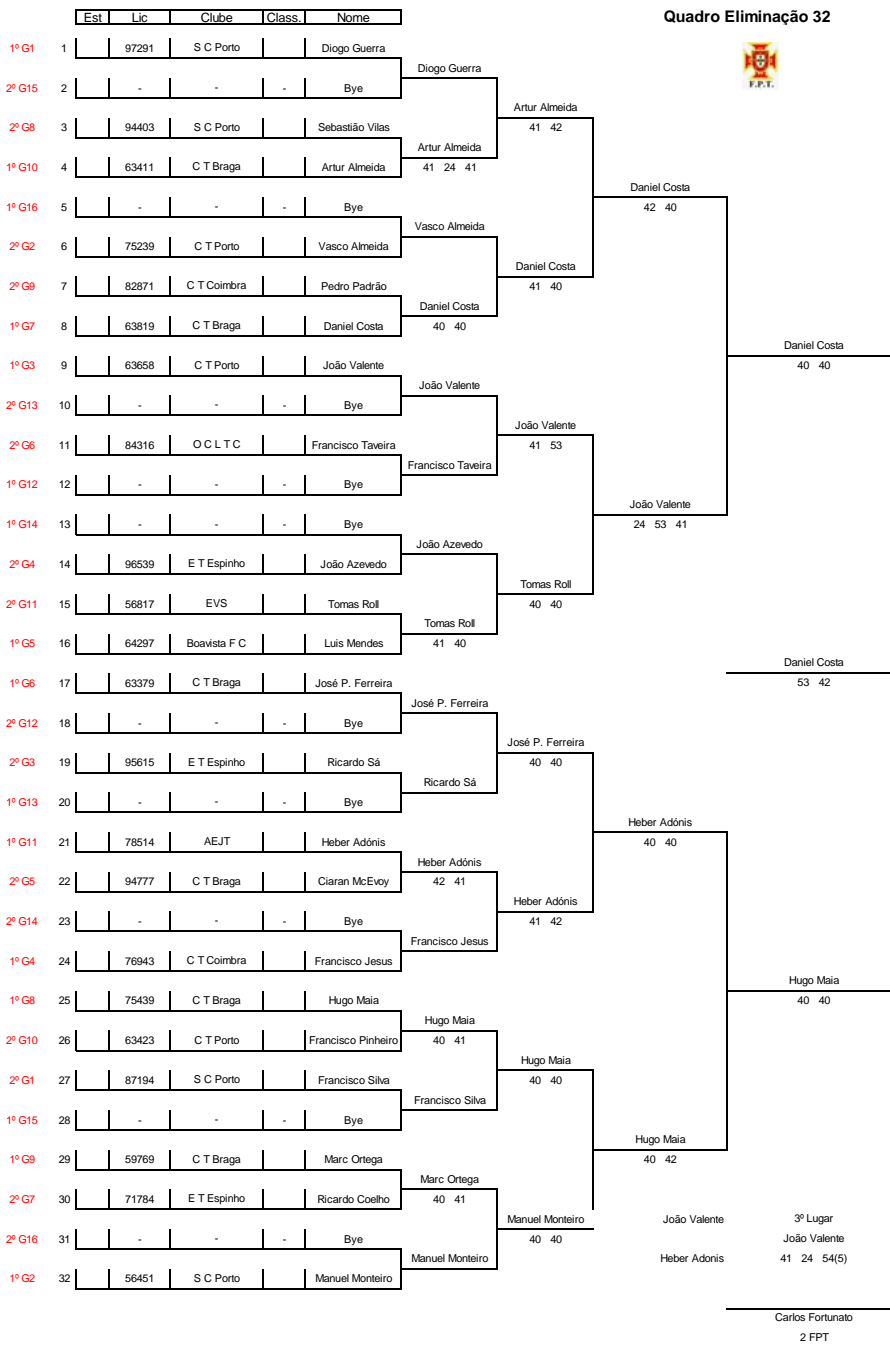 Est Lic Clube Class. Nome
Quadro Eliminação 32
F.P.T.
1º G1 1 97291 S C Porto Diogo Guerra
Diogo Guerra
2º G15 2 - - - Bye
Artur Almeida
2º G8 3 94403 S C Porto Sebastião Vilas
41 42
Artur Almeida
1º G10 4 63411 C T Braga Artur Almeida
41 24 41
Daniel Costa
1º G16 5 - - - Bye
42 40
Vasco Almeida
2º G2 6 75239 C T Porto Vasco Almeida
Daniel Costa
2º G9 7 82871 C T Coimbra Pedro Padrão
41 40
Daniel Costa
1º G7 8 63819 C T Braga Daniel Costa
40 40
Daniel Costa
1º G3 9 63658 C T Porto João Valente
40 40
João Valente
2º G13 10 - - - Bye
João Valente
2º G6 11 84316 O C L T C Francisco Taveira
41 53
Francisco Taveira
1º G12 12 - - - Bye
João Valente
1º G14 13 - - - Bye
24 53 41
João Azevedo
2º G4 14 96539 E T Espinho João Azevedo
Tomas Roll
2º G11 15 56817 EVS Tomas Roll
40 40
Tomas Roll
1º G5 16 64297 Boavista F C Luis Mendes
41 40
Daniel Costa
1º G6 17 63379 C T Braga José P. Ferreira
53 42
José P. Ferreira
2º G12 18 - - - Bye
José P. Ferreira
2º G3 19 95615 E T Espinho Ricardo Sá
40 40
Ricardo Sá
1º G13 20 - - - Bye
Heber Adónis
1º G11 21 78514 AEJT Heber Adónis
40 40
Heber Adónis
2º G5 22 94777 C T Braga Ciaran McEvoy
42 41
Heber Adónis
2º G14 23 - - - Bye
41 42
Francisco Jesus
1º G4 24 76943 C T Coimbra Francisco Jesus
Hugo Maia
1º G8 25 75439 C T Braga Hugo Maia
40 40
Hugo Maia
2º G10 26 63423 C T Porto Francisco Pinheiro
40 41
Hugo Maia
2º G1 27 87194 S C Porto Francisco Silva
40 40
Francisco Silva
1º G15 28 - - - Bye
Hugo Maia
1º G9 29 59769 C T Braga Marc Ortega
40 42
Marc Ortega
2º G7 30 71784 E T Espinho Ricardo Coelho
40 41
Manuel Monteiro João Valente 3º Lugar
2º G16 31 - - - Bye
40 40 João Valente
Manuel Monteiro Heber Adonis 41 24 54(5)
1º G2 32 56451 S C Porto Manuel Monteiro
Carlos Fortunato
2 FPT